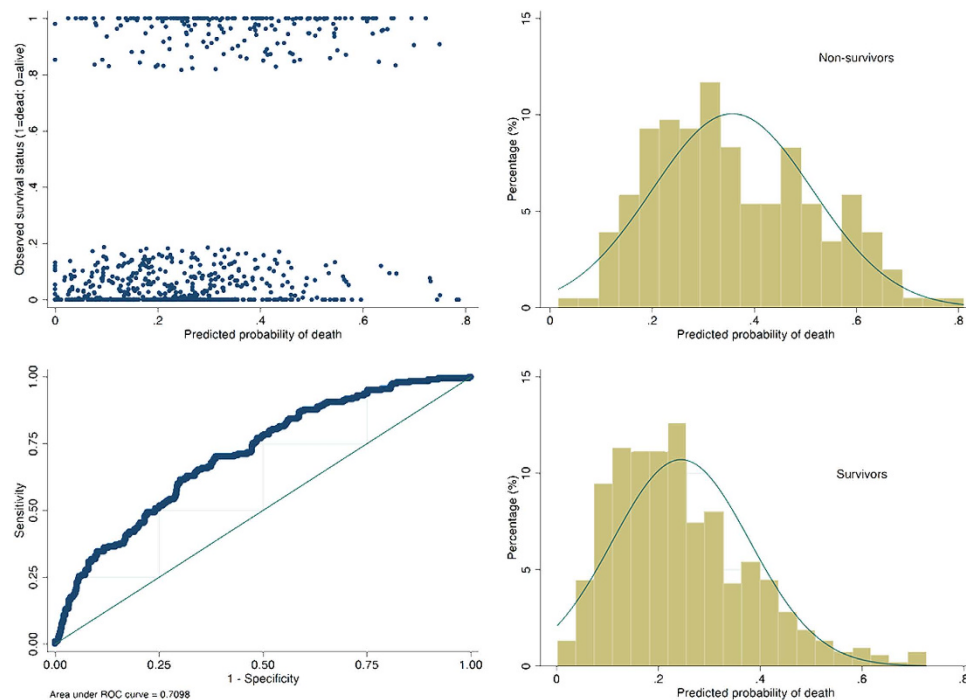 Observed survival status (1=dead; 0=alive)
1
.8
.6
.4
.2
0
0 .2 .4 .6 .8
Predicted probability of death
Non-survivors
Percentage (%)
15
10
5
0
0 .2 .4 .6 .8
Predicted probability of death
Sensitivity
1.00
0.75
0.50
0.25
0.00
0.00 0.25 0.50 0.75 1.00
1 - Specificity
Area under ROC curve = 0.7098
Survivors
Percentage (%)
15
10
5
0
0 .2 .4 .6 .8
Predicted probability of death